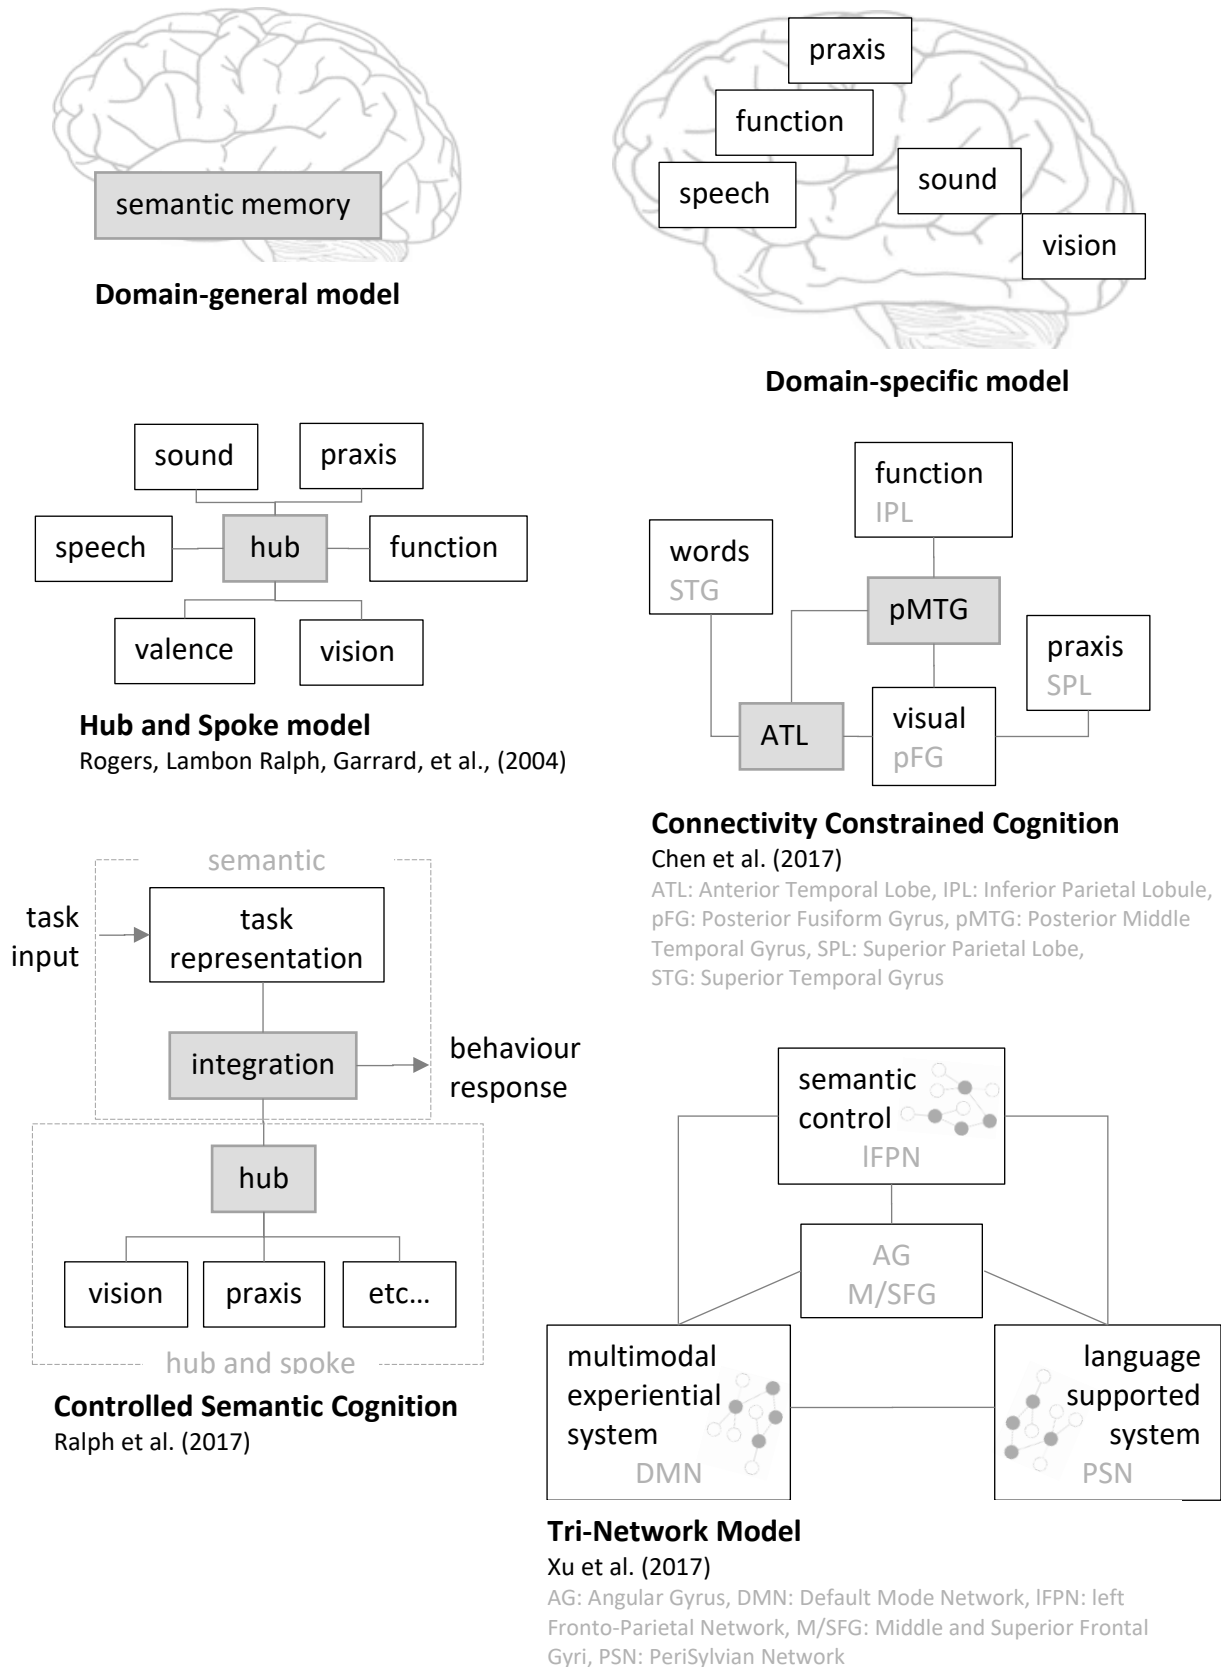 semantic memory
Domain-general model
praxis
function
speech
sound
vision
Domain-specific model
sound
praxis
speech
hub
function
valence
vision
Hub and Spoke model
Rogers, Lambon Ralph, Garrard, et al., (2004)
function
IPL
words
STG
pMTG
praxis
SPL
ATL
visual
pFG
Connectivity Constrained Cognition
Chen et al. (2017)
ATL: Anterior Temporal Lobe, IPL: Inferior Parietal Lobule,
pFG: Posterior Fusiform Gyrus, pMTG: Posterior Middle
Temporal Gyrus, SPL: Superior Parietal Lobe,
STG: Superior Temporal Gyrus
semantic
task
input
task
representation
integration
behaviour
response
hub
vision
praxis
etc...
hub and spoke
Controlled Semantic Cognition
Ralph et al. (2017)
semantic
control
lFPN
AG
M/SFG
multimodal
experiential
system
DMN
language
supported
system
PSN
Tri-Network Model
Xu et al. (2017)
AG: Angular Gyrus, DMN: Default Mode Network, lFPN: left
Fronto-Parietal Network, M/SFG: Middle and Superior Frontal
Gyri, PSN: PeriSylvian Network